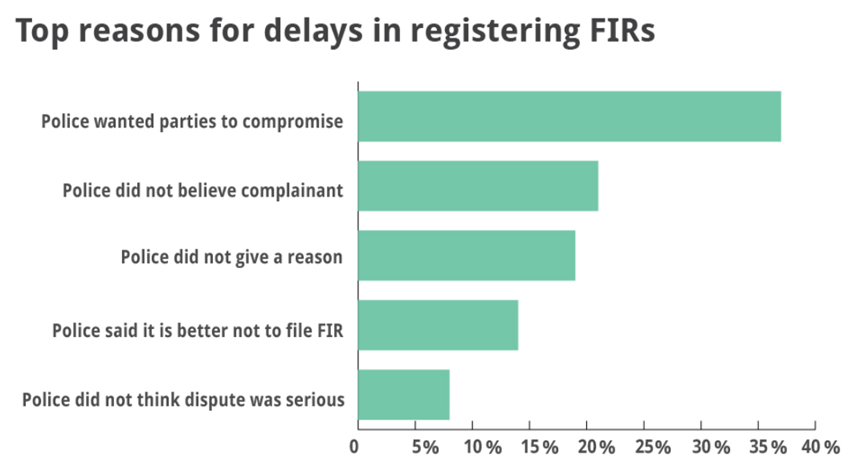 Top reasons for delays in registering FIRs
Police wanted parties to compromise
Police did not believe complainant
Police did not give a reason
Police said it is better not to file FIR
Police did not think dispute was serious
0 5% 10% 15% 20% 25% 30% 35% 40%